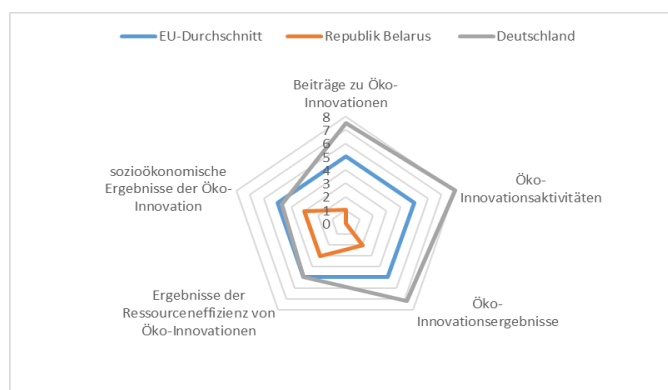 EU-Durchschnitt Republik Belarus Deutschland
Beiträge zu Öko-
Innovationen
8
7
6
5
4
3
2
1
0
Öko-
Innovationsaktivitäten
Öko-
Innovationsergebnisse
Ergebnisse der
Ressourceneffizienz von
Öko-Innovationen
sozioökonomische
Ergebnisse der Öko-
Innovation